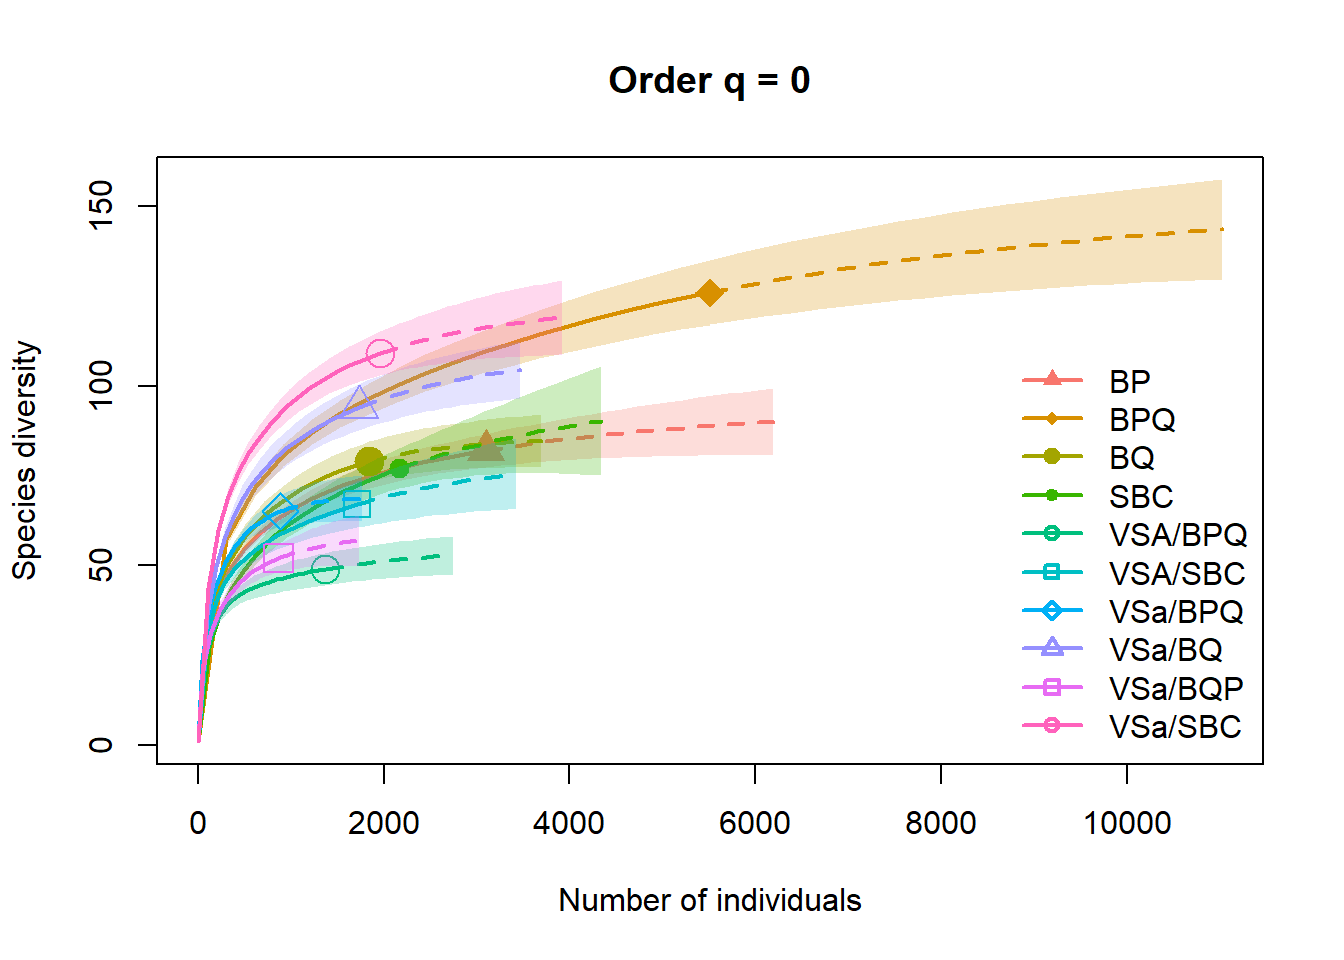 Order q = 0
Species diversity
150
100
50
0
BP
BPQ
BQ
SBC
VSA/BPQ
VSA/SBC
VSa/BPQ
VSa/BQ
VSa/BQP
VSa/SBC
0 2000 4000 6000 8000 10000
Number of individuals